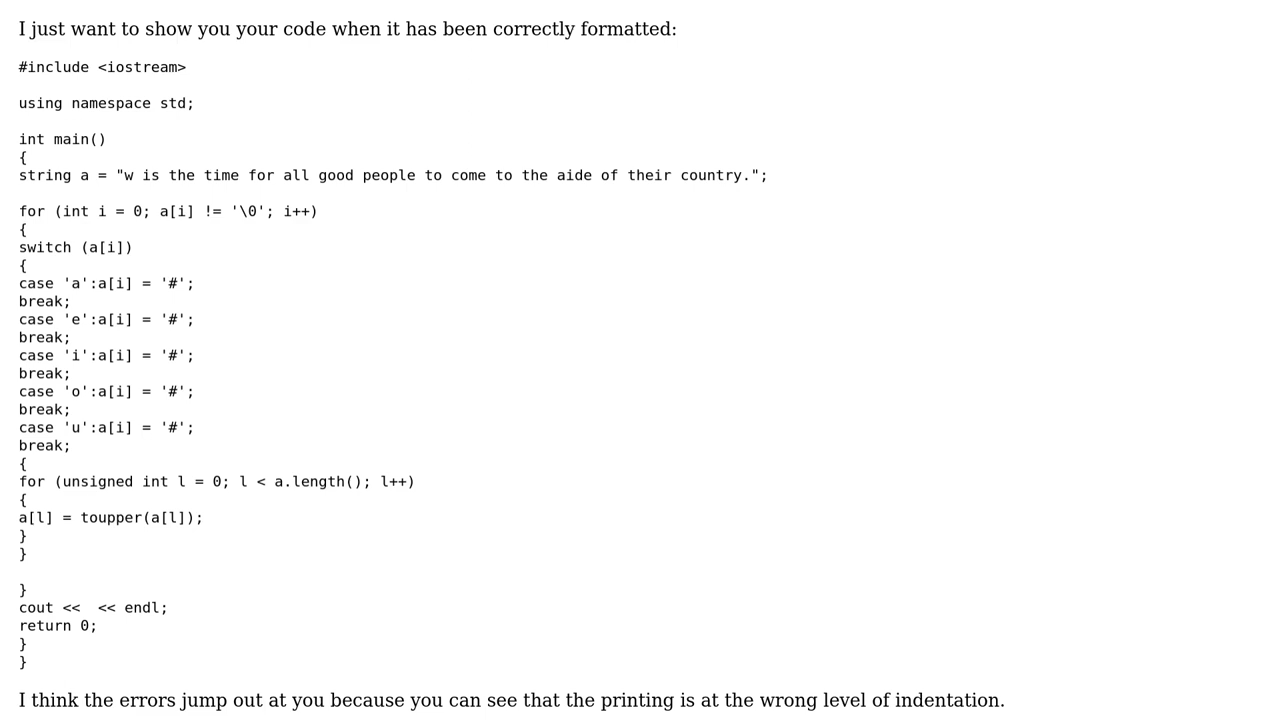 I just want to show you your code when it has been correctly formatted:
#include <iostream>
using namespace std;
int main()
{
string a = "w is the time for all good people to come to the aide of their country.";
for (int i = 0; a[i] != '\0'; i++)
{
switch (a[i])
{
case 'a':a[i] = '#';
break;
case 'e':a[i] = '#';
break;
case 'i':a[i] = '#';
break;
case 'o':a[i] = '#';
break;
case 'u':a[i] = '#';
break;
{
for (unsigned int l = 0; l < a.length(); l++)
{
a[l] = toupper(a[l]);
}
}
}
cout <<  << endl;
return 0;
}
}
I think the errors jump out at you because you can see that the printing is at the wrong level of indentation.